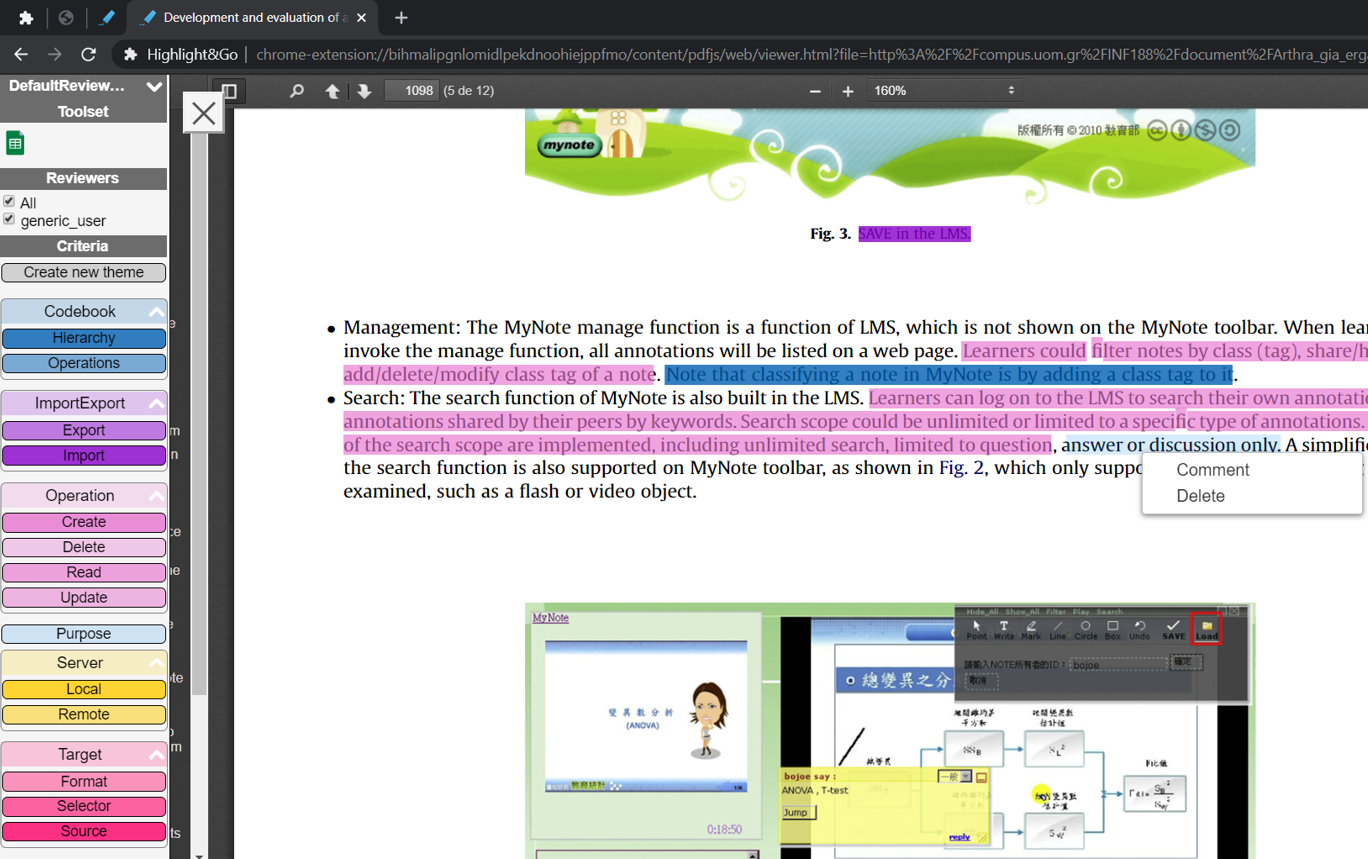 Development and evaluation of a
Highlight&Go
chrome-extension://bihmalipgnlomidlpekdnoohiejppfmo/content/pdfjs/web/viewer.html?file=http%3A%2F%2Fcompus.uom.gr%2FINF188%2Fdocument%2FArthra_gia_erga
DefaultReview...
Toolset
Reviewers
All
generic_user
Criteria
Create new theme
Codebook
Hierarchy
Operations
ImportExport
Export
Import
Operation
Create
Delete
Read
Update
Purpose
Server
Local
Remote
Target
Format
Selector
Source
1098 (5 de 12)
160%
mynote
版權所有 © 2010 教育部
Fig. 3. SAVE in the LMS.
• Management: The MyNote manage function is a function of LMS, which is not shown on the MyNote toolbar. When lear
invoke the manage function, all annotations will be listed on a web page. Learners could filter notes by class (tag), share/h
add/delete/modify class tag of a note. Note that classifying a note in MyNote is by adding a class tag to it.
• Search: The search function of MyNote is also built in the LMS. Learners can log on to the LMS to search their own annotatio
annotations shared by their peers by keywords. Search scope could be unlimited or limited to a specific type of annotations.
of the search scope are implemented, including unlimited search, limited to question, answer or discussion only. A simplifie
the search function is also supported on MyNote toolbar, as shown in Fig. 2, which only suppo
examined, such as a flash or video object.
Comment
Delete
MyNote
變異數分析
(ANOVA)
0:18:50
Hide_All Show_All Filter Play Search
Point Write Mark Line Circle Box Undo SAVE Load
請輸入NOTE所有者的ID: bojoe 確定
取消
總變異之分
SSB
SL²
F比值
bojoe say :
一般
ANOVA , T-test
Jump
reply